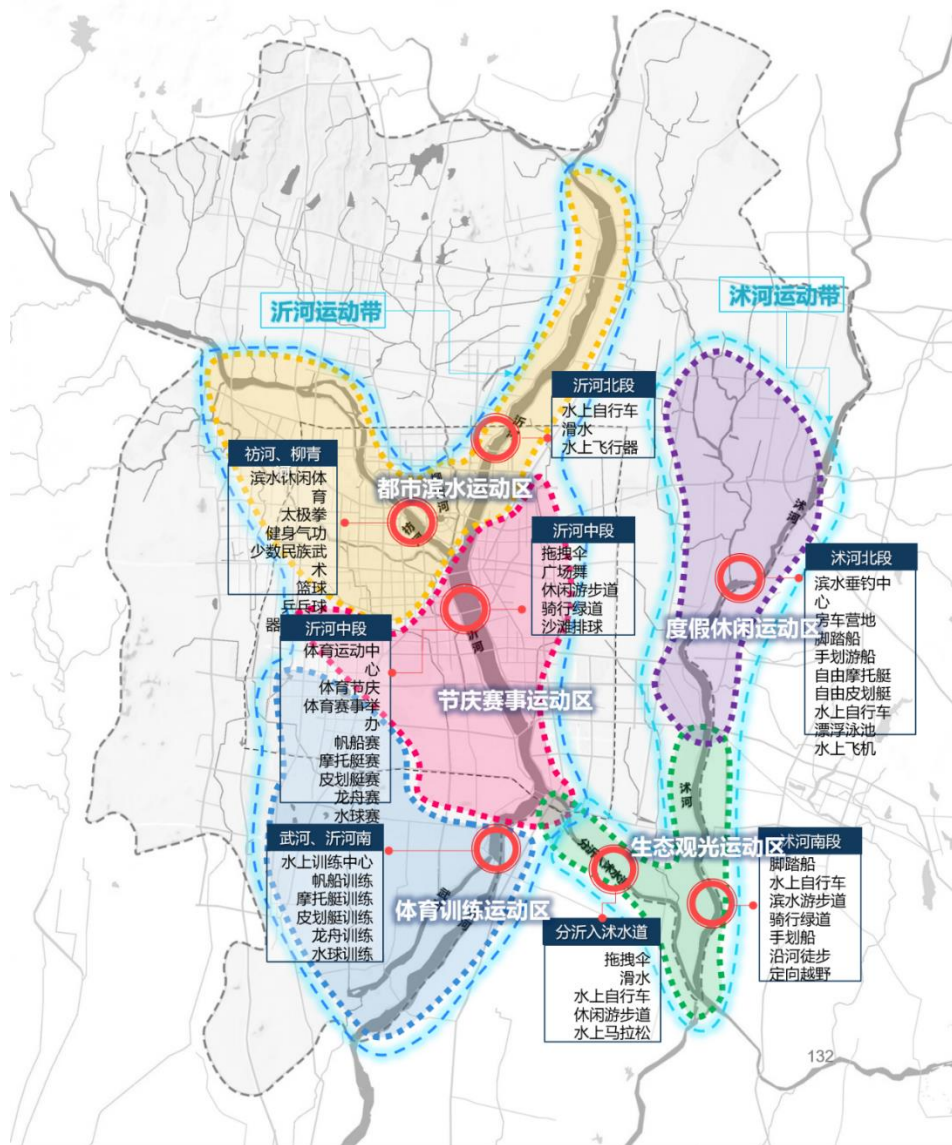 沂河运动带
沭河运动带
沂河北段
水上自行车
滑水
水上飞行器
祊河、柳青
滨水休闲体
育
太极拳
健身气功
少数民族武
术
篮球
乒乓球
器
都市滨水运动区
沂河中段
拖拽伞
广场舞
休闲游步道
骑行绿道
沙滩排球
沭河北段
滨水垂钓中
心
房车营地
脚踏船
手划游船
自由摩托艇
自由皮划艇
水上自行车
漂浮泳池
水上飞机
度假休闲运动区
沂河中段
体育运动中
心
体育节庆
体育赛事举
办
帆船赛
摩托艇赛
皮划艇赛
龙舟赛
水球赛
节庆赛事运动区
武河、沂河南
水上训练中心
帆船训练
摩托艇训练
皮划艇训练
龙舟训练
水球训练
体育训练运动区
生态观光运动区
沭河南段
脚踏船
水上自行车
滨水游步道
骑行绿道
手划船
沿河徒步
定向越野
分沂入沭水道
拖拽伞
滑水
水上自行车
休闲游步道
水上马拉松
沂河
沭河
沭河
分沂入沭水
132